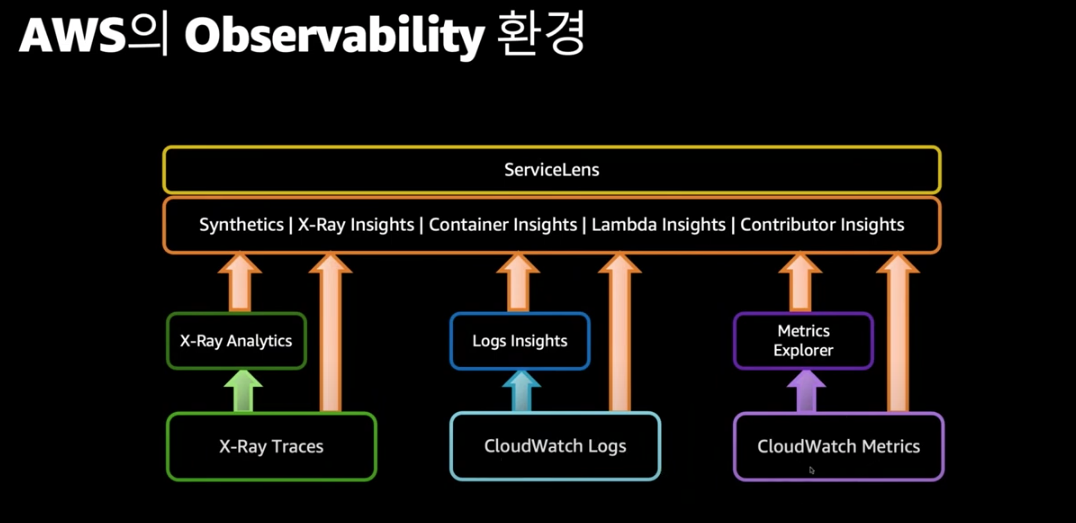 AWS의 Observability 환경
ServiceLens
Synthetics | X-Ray Insights | Container Insights | Lambda Insights | Contributor Insights
X-Ray Analytics
Logs Insights
Metrics
Explorer
X-Ray Traces
CloudWatch Logs
CloudWatch Metrics